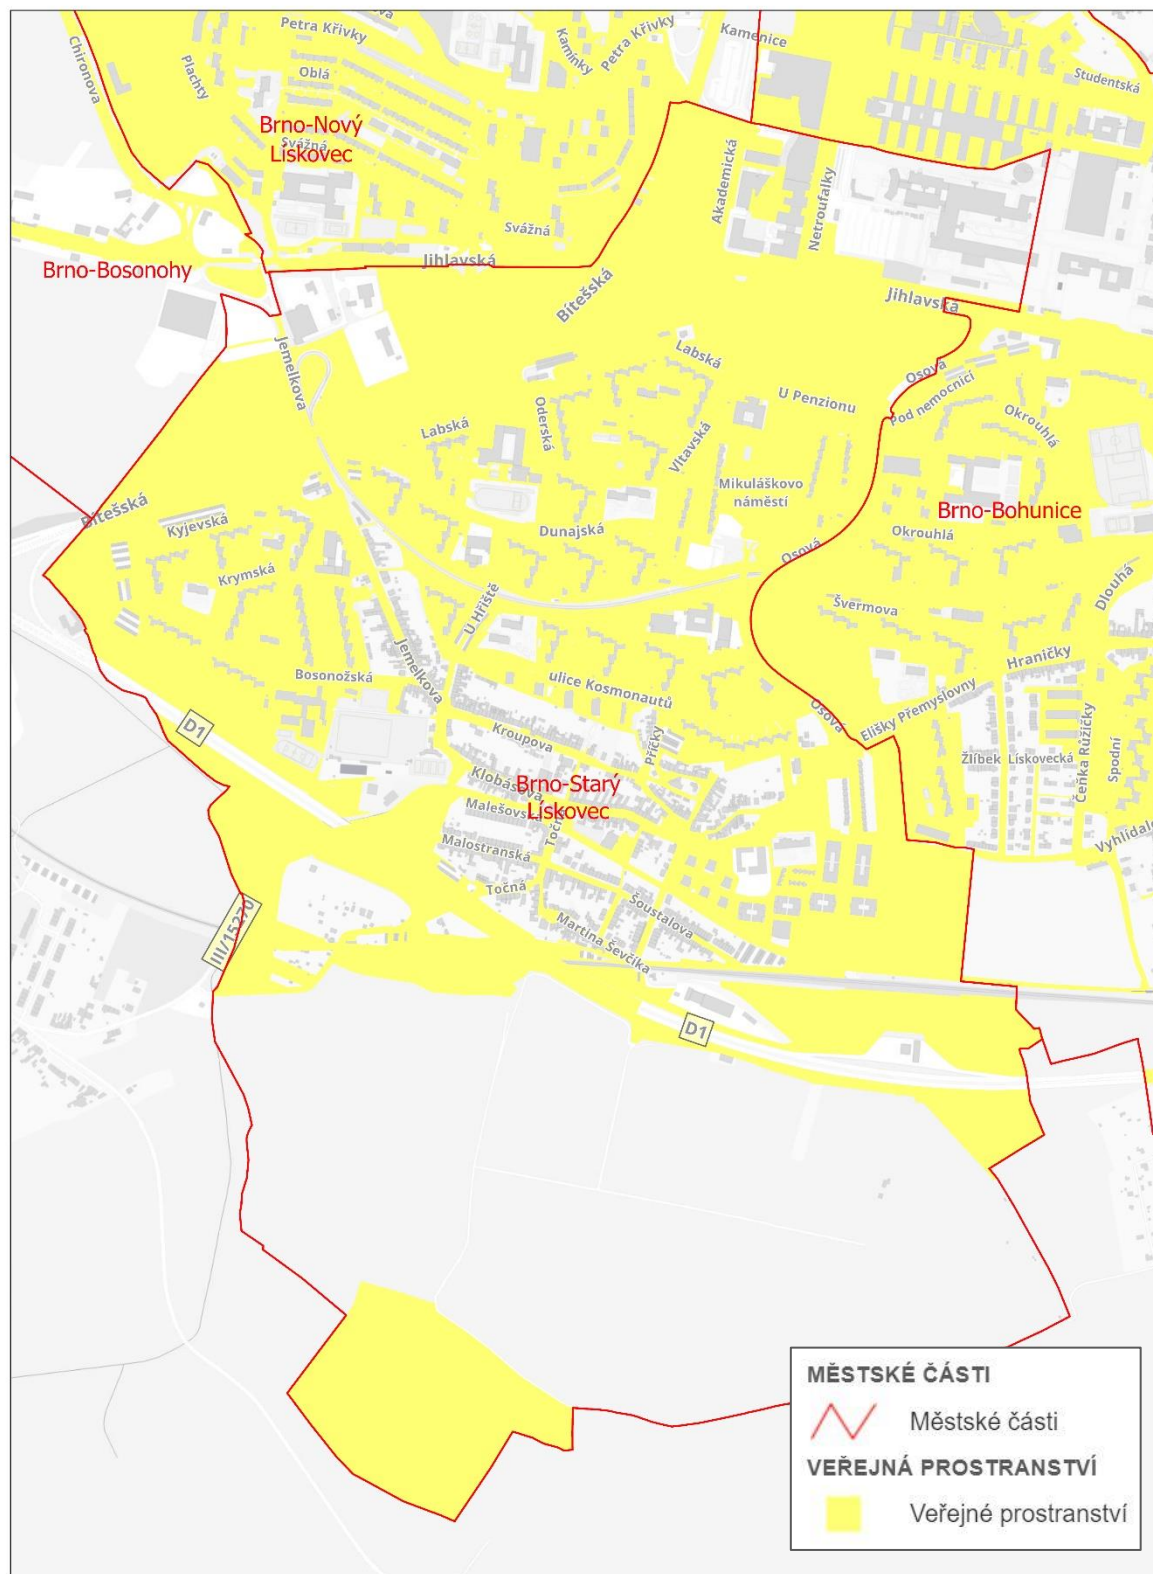 Petra Křivky
Kamínky
Petra Křivky
Kamenice
Chironova
Plachty
Oblá
Studentská
Brno-Nový
Lískovec
Svážná
Akademická
Netroufalky
Svážná
Jihlavská
Brno-Bosonohy
Bítešská
Jihlavská
Jemelkova
Labská
Osová
U Penzionu
Pod nemocnicí
Okrouhlá
Labská
Oderská
Vltavská
Mikuláškovo
náměstí
Bítešská
Kyjevská
Dunajská
Brno-Bohunice
Okrouhlá
Osová
Krymská
U Hřiště
Švermova
Dlouhá
Jemelkova
Hraničky
Bosonožská
ulice Kosmonautů
Osová
Elišky Přemyslovny
D1
Kroupova
Příčky
Žlíbek
Lískovecká
Čeňka Růžičky
Spodní
Klobásova
Brno-Starý
Lískovec
Malešovská
Točná
Malostranská
Točná
Šoustalova
Martina Ševčíka
III/15270
D1
MĚSTSKÉ ČÁSTI
Městské části
VEŘEJNÁ PROSTRANSTVÍ
Veřejné prostranství